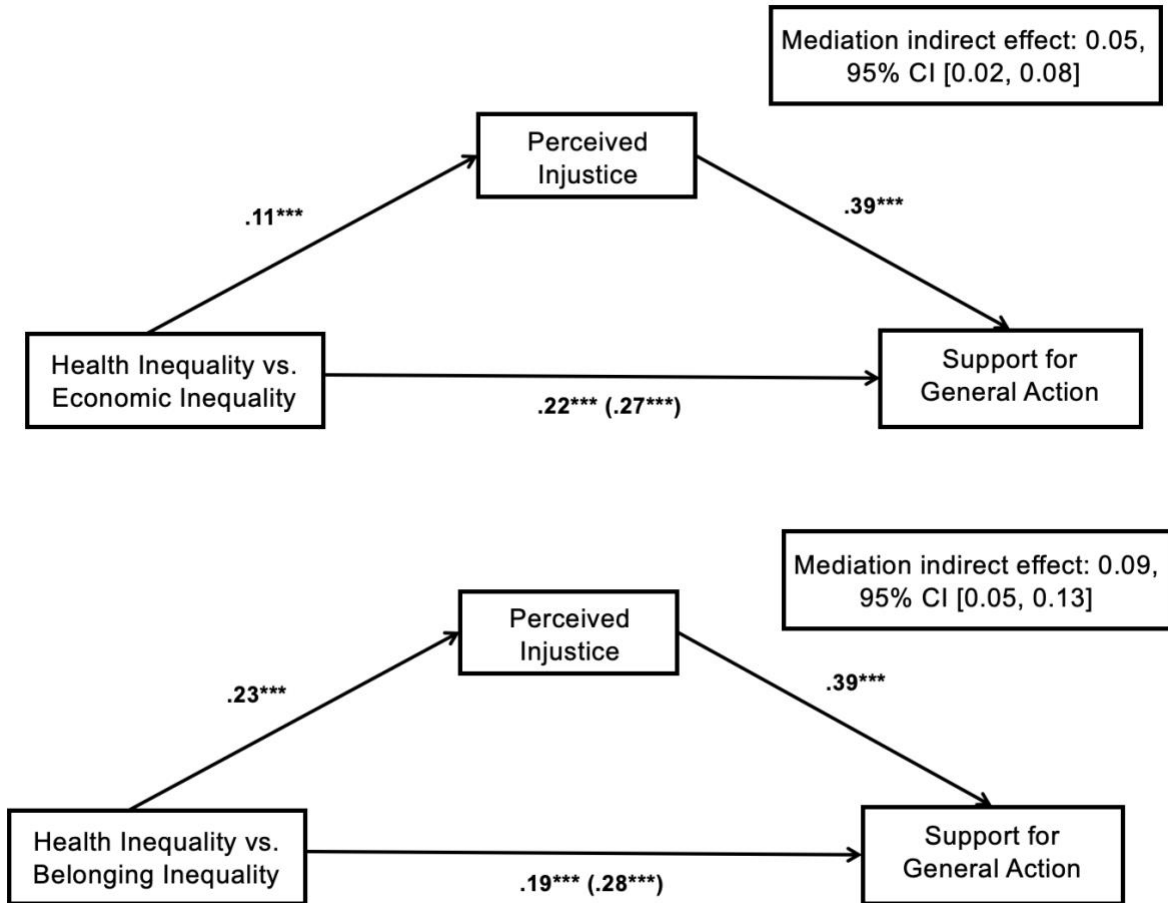 Mediation indirect effect: 0.05,
95% CI [0.02, 0.08]
Perceived
Injustice
.11***
.39***
Health Inequality vs.
Economic Inequality
Support for
General Action
.22*** (.27***)
Mediation indirect effect: 0.09,
95% CI [0.05, 0.13]
Perceived
Injustice
.23***
.39***
Health Inequality vs.
Belonging Inequality
Support for
General Action
.19*** (.28***)